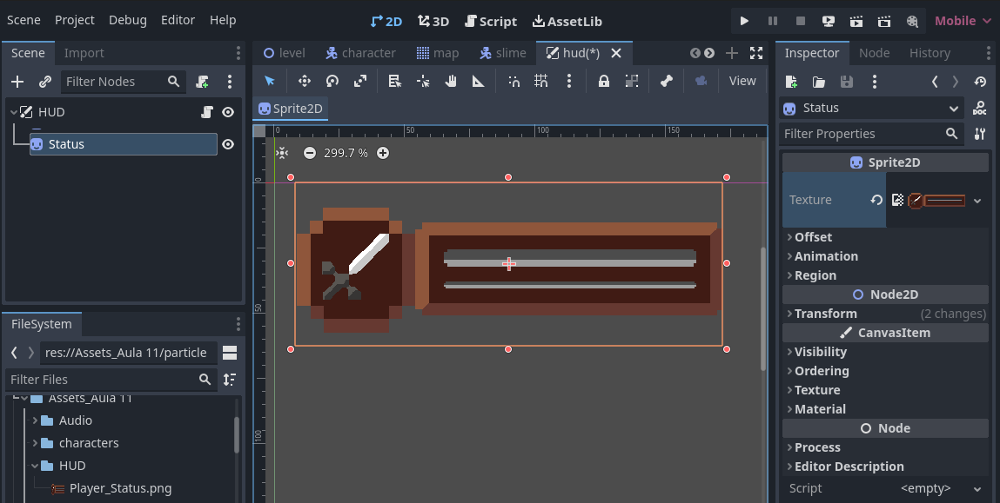 Scene Project Debug Editor Help
2D 3D Script AssetLib
Mobile
Scene Import
Filter Nodes
HUD
Status
FileSystem
res://Assets_Aula 11/particle
Filter Files
Assets_Aula 11
Audio
characters
HUD
Player_Status.png
level character map slime hud(*)
View
Sprite2D
0 50 100 150
299.7 %
0
50
100
Inspector Node History
Status
Filter Properties
Sprite2D
Texture
Offset
Animation
Region
Node2D
Transform (2 changes)
CanvasItem
Visibility
Ordering
Texture
Material
Node
Process
Editor Description
Script <empty>